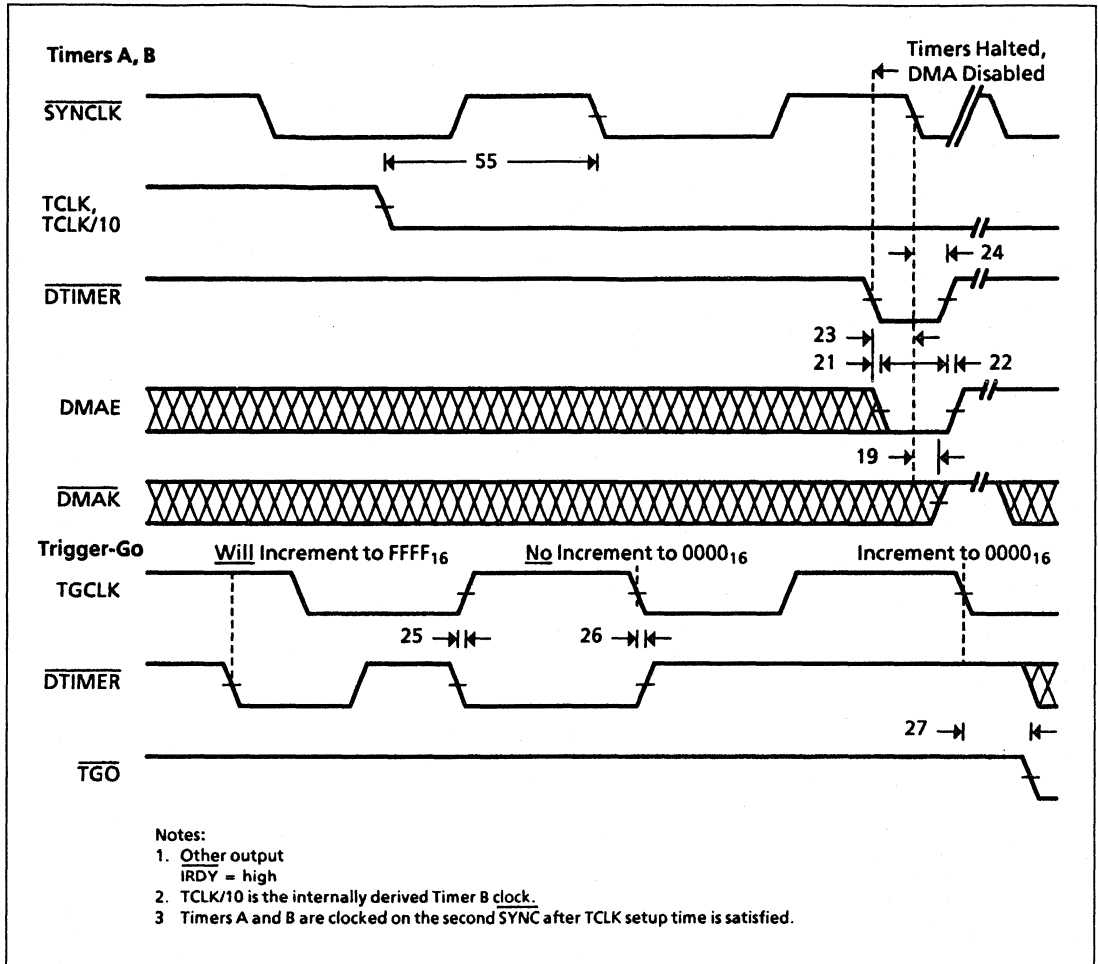 Timers A, B
Timers Halted,
DMA Disabled
SYNCLK
55
TCLK,
TCLK/10
24
DTIMER
23
21
22
DMAE
19
DMAK
Trigger-Go
Will Increment to FFFF₁₆
No Increment to 0000₁₆
Increment to 0000₁₆
TGCLK
25
26
DTIMER
27
TGO
Notes:
1. Other output
IRDY = high
2. TCLK/10 is the internally derived Timer B clock.
3 Timers A and B are clocked on the second SYNC after TCLK setup time is satisfied.